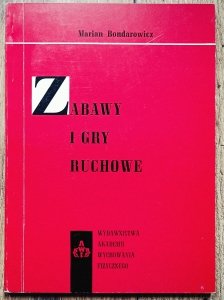 Marian Bondarowicz
ZABAWY
I GRY
RUCHOWE
WYDAWNICTWA
AKADEMII
WYCHOWANIA
FIZYCZNEGO